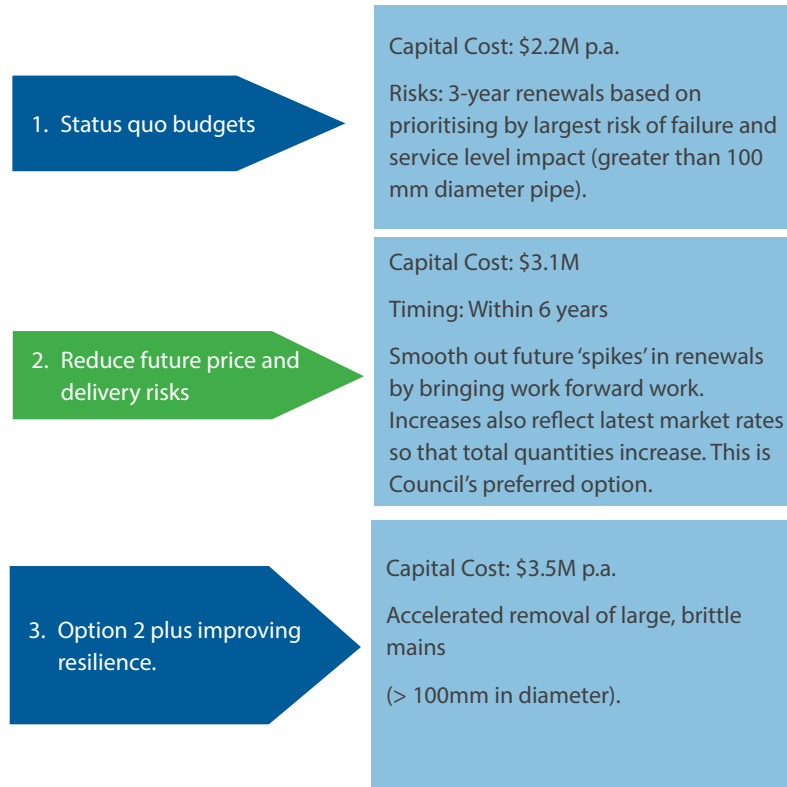 1. Status quo budgets
Capital Cost: $2.2M p.a.
Risks: 3-year renewals based on
prioritising by largest risk of failure and
service level impact (greater than 100
mm diameter pipe).
2. Reduce future price and
delivery risks
Capital Cost: $3.1M
Timing: Within 6 years
Smooth out future ‘spikes’ in renewals
by bringing work forward work.
Increases also reflect latest market rates
so that total quantities increase. This is
Council’s preferred option.
3. Option 2 plus improving
resilience.
Capital Cost: $3.5M p.a.
Accelerated removal of large, brittle
mains
(> 100mm in diameter).